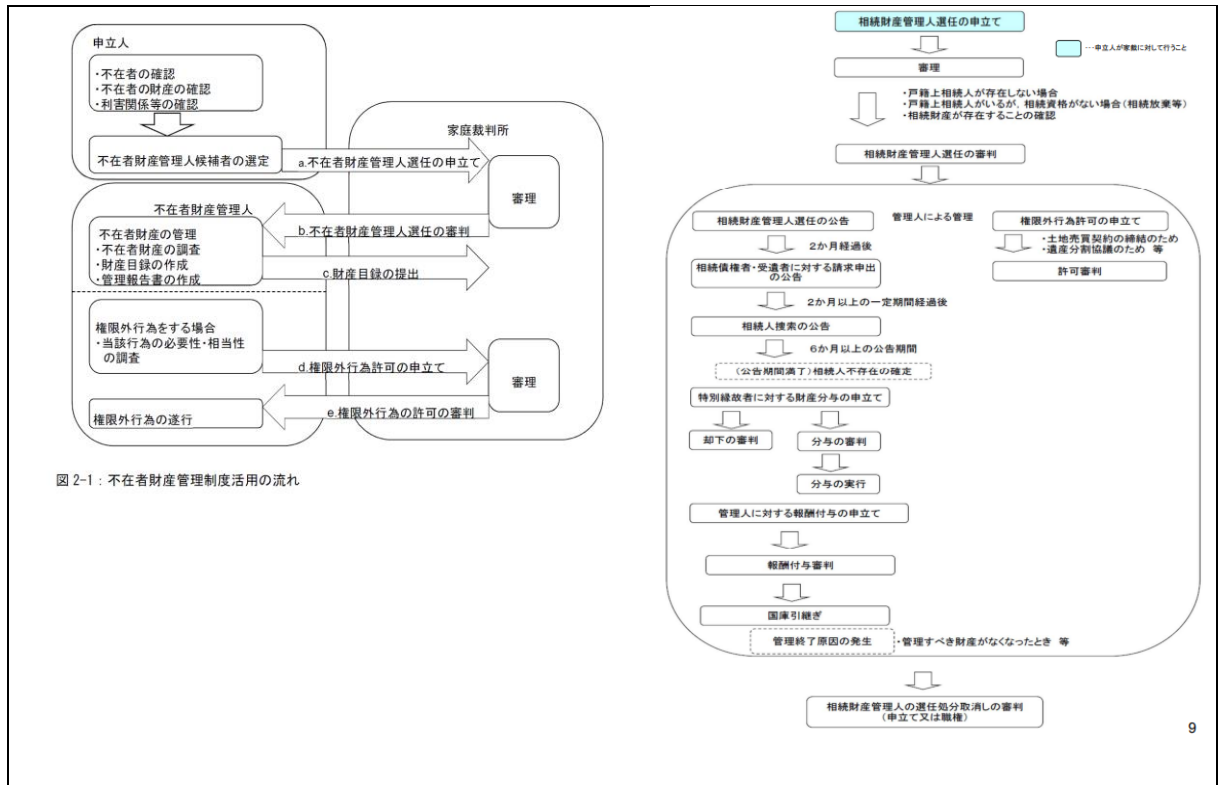 申立人
・不在者の確認
・不在者の財産の確認
・利害関係等の確認
不在者財産管理人候補者の選定
家庭裁判所
a.不在者財産管理人選任の申立て
審理
不在者財産管理人
b.不在者財産管理人選任の審判
不在者財産の管理
・不在者財産の調査
・財産目録の作成
・管理報告書の作成
c.財産目録の提出
権限外行為をする場合
・当該行為の必要性・相当性
の調査
d.権限外行為許可の申立て
審理
e.権限外行為の許可の審判
権限外行為の遂行
図 2-1：不在者財産管理制度活用の流れ
相続財産管理人選任の申立て
・・・申立人が家裁に対して行うこと
審理
・戸籍上相続人が存在しない場合
・戸籍上相続人がいるが，相続資格がない場合（相続放棄等）
・相続財産が存在することの確認
相続財産管理人選任の審判
相続財産管理人選任の公告
管理人による管理
権限外行為許可の申立て
2か月経過後
・土地売買契約の締結のため
・遺産分割協議のため 等
相続債権者・受遺者に対する請求申出
の公告
許可審判
2か月以上の一定期間経過後
相続人捜索の公告
6か月以上の公告期間
（公告期間満了）相続人不存在の確定
特別縁故者に対する財産分与の申立て
却下の審判
分与の審判
分与の実行
管理人に対する報酬付与の申立て
報酬付与審判
国庫引継ぎ
管理終了原因の発生
・管理すべき財産がなくなったとき 等
相続財産管理人の選任処分取消しの審判
（申立て又は職権）
9